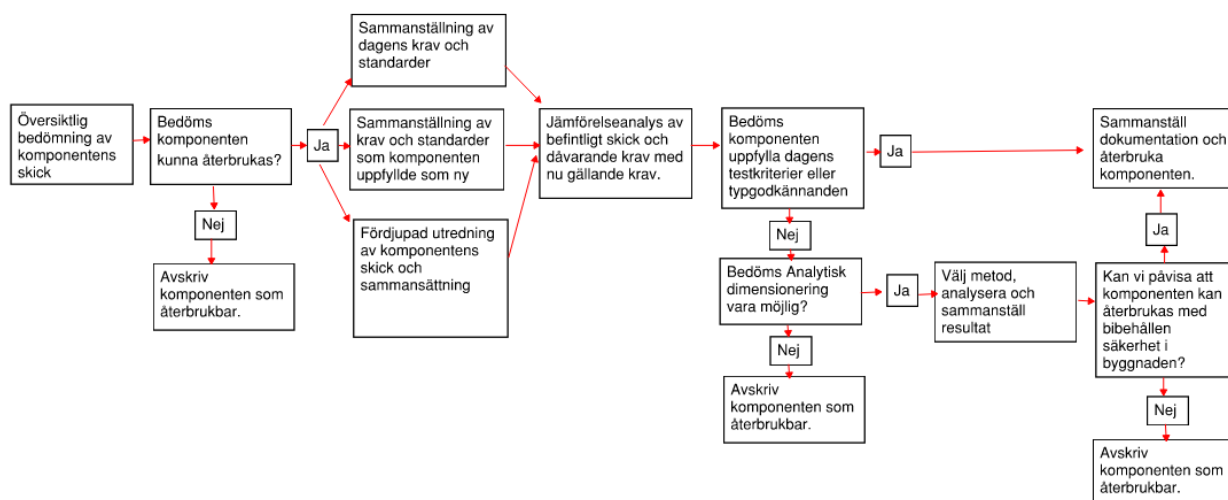 Översiktlig
bedömning av
komponentens
skick
Bedöms
komponenten
kunna återbrukas?
Nej
Avskriv
komponenten som
återbrukbar.
Ja
Sammanställning av
dagens krav och
standarder
Sammanställning av
krav och standarder
som komponenten
uppfyllde som ny
Fördjupad utredning
av komponentens
skick och
sammansättning
Jämförelseanalys av
befintligt skick och
dåvarande krav med
nu gällande krav.
Bedöms
komponenten
uppfylla dagens
testkriterier eller
typgodkännanden
Ja
Nej
Bedöms Analytisk
dimensionering
vara möjlig?
Nej
Avskriv
komponenten som
återbrukbar.
Ja
Välj metod,
analysera och
sammanställ
resultat
Kan vi påvisa att
komponenten kan
återbrukas med
bibehållen
säkerhet i
byggnaden?
Ja
Sammanställ
dokumentation och
återbruka
komponenten.
Nej
Avskriv
komponenten som
återbrukbar.